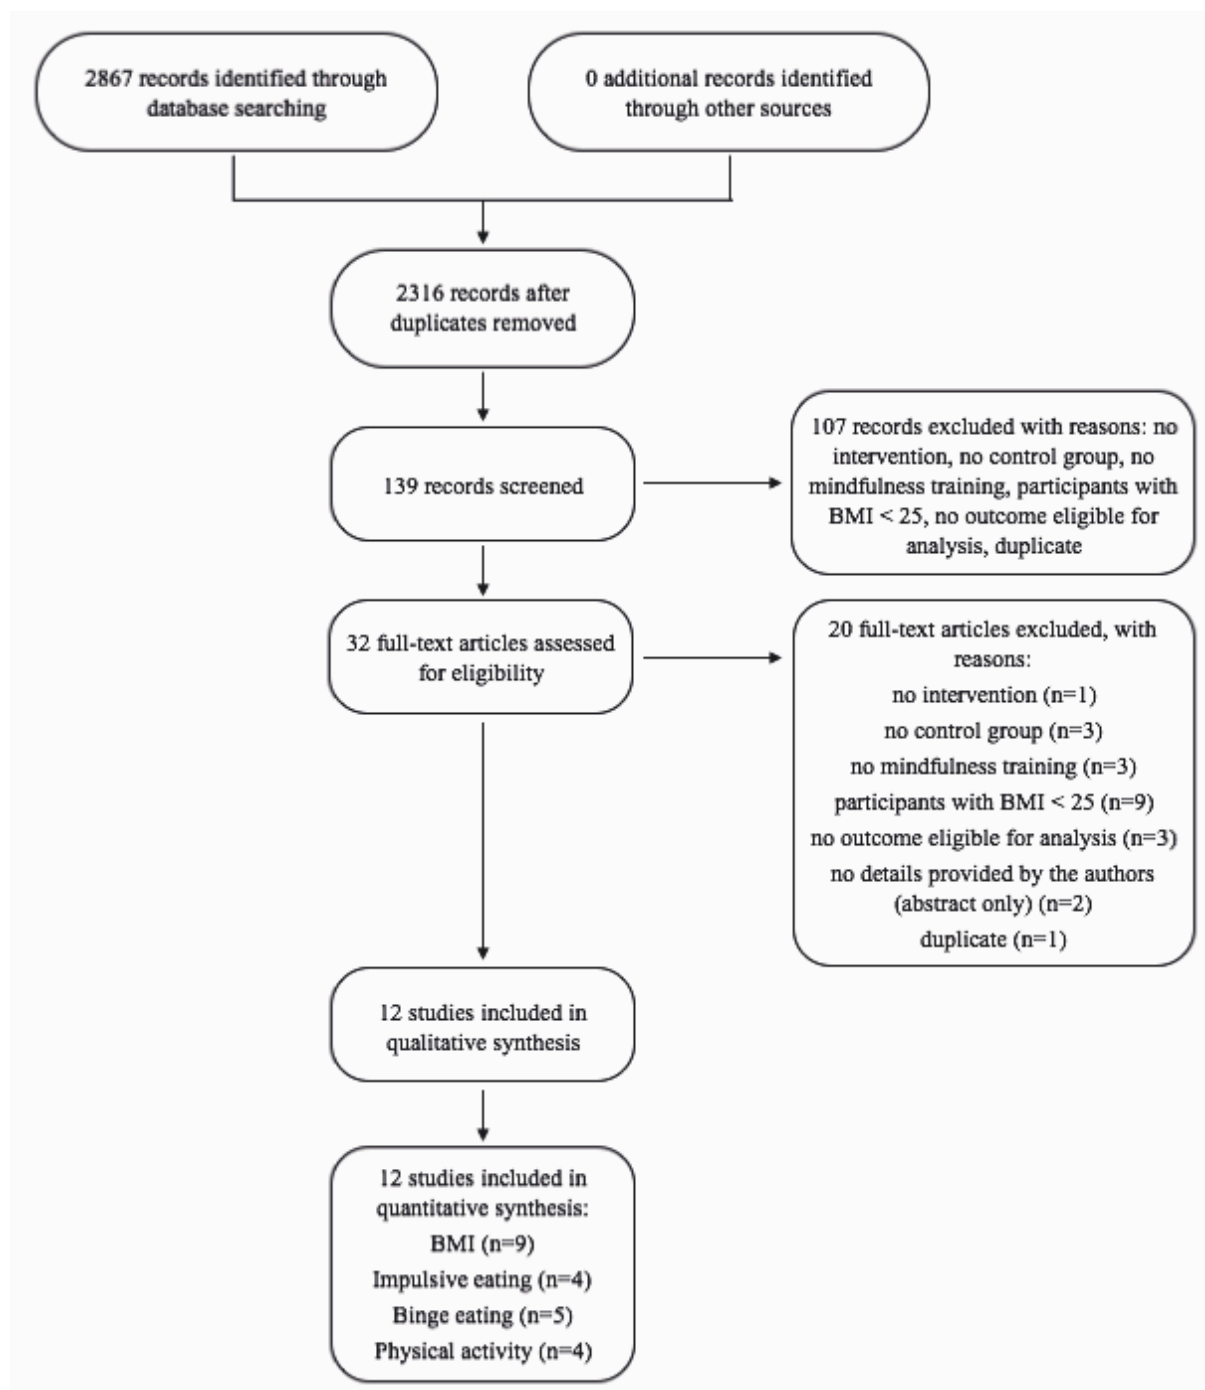 2867 records identified through
database searching
0 additional records identified
through other sources
2316 records after
duplicates removed
139 records screened
107 records excluded with reasons: no
intervention, no control group, no
mindfulness training, participants with
BMI < 25, no outcome eligible for
analysis, duplicate
32 full-text articles assessed
for eligibility
20 full-text articles excluded, with
reasons:
no intervention (n=1)
no control group (n=3)
no mindfulness training (n=3)
participants with BMI < 25 (n=9)
no outcome eligible for analysis (n=3)
no details provided by the authors
(abstract only) (n=2)
duplicate (n=1)
12 studies included in
qualitative synthesis
12 studies included in
quantitative synthesis:
BMI (n=9)
Impulsive eating (n=4)
Binge eating (n=5)
Physical activity (n=4)